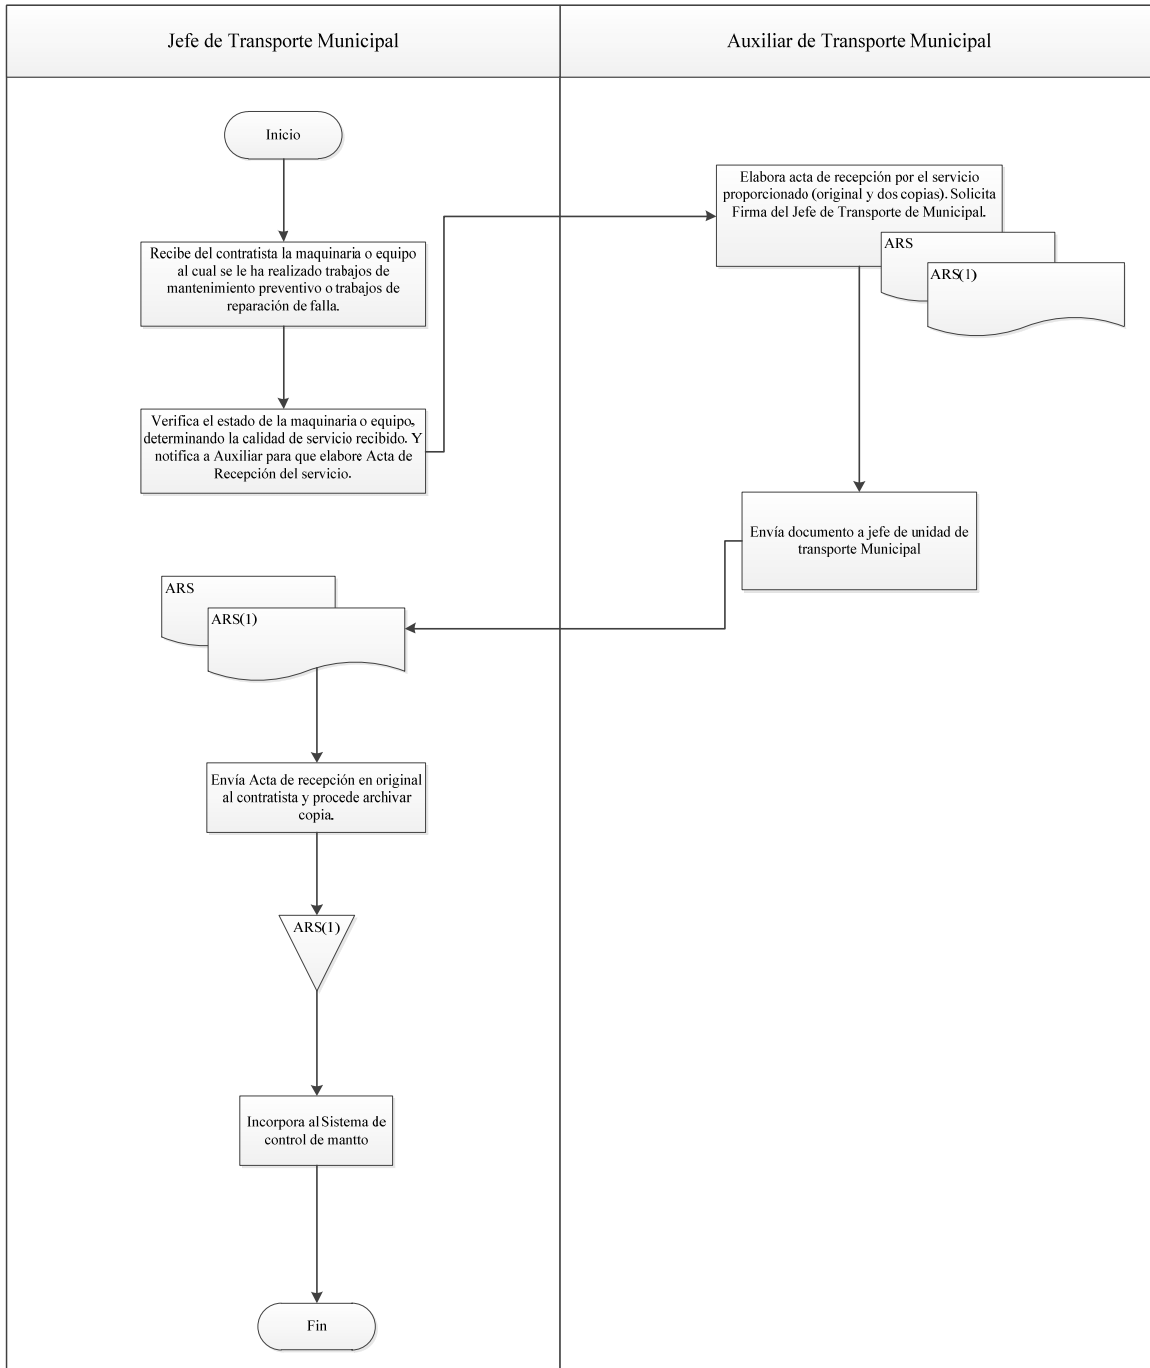 Jefe de Transporte Municipal
Auxiliar de Transporte Municipal
Inicio
Recibe del contratista la maquinaria o equipo
al cual se le ha realizado trabajos de
mantenimiento preventivo o trabajos de
reparación de falla.
Verifica el estado de la maquinaria o equipo,
determinando la calidad de servicio recibido. Y
notifica a Auxiliar para que elabore Acta de
Recepción del servicio.
Elabora acta de recepción por el servicio
proporcionado (original y dos copias). Solicita
Firma del Jefe de Transporte de Municipal.
ARS
ARS(1)
Envía documento a jefe de unidad de
transporte Municipal
ARS
ARS(1)
Envía Acta de recepción en original
al contratista y procede archivar
copia.
ARS(1)
Incorpora al Sistema de
control de mantto
Fin